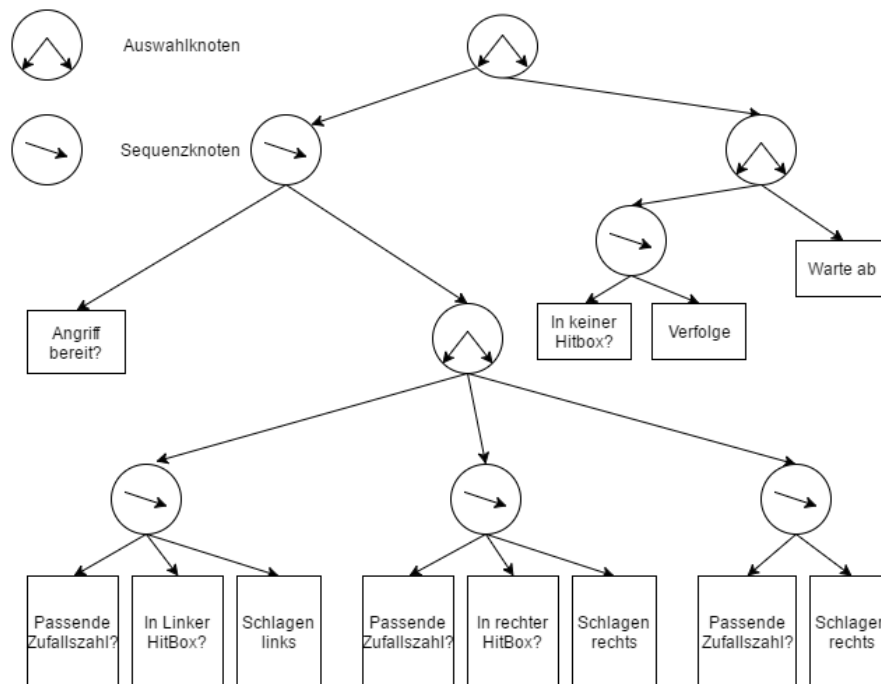 Auswahlknoten
Sequenzknoten
Warte ab
In keiner
Hitbox?
Verfolge
Angriff
bereit?
Passende
Zufallszahl?
In Linker
HitBox?
Schlagen
links
Passende
Zufallszahl?
In rechter
HitBox?
Schlagen
rechts
Passende
Zufallszahl?
Schlagen
rechts